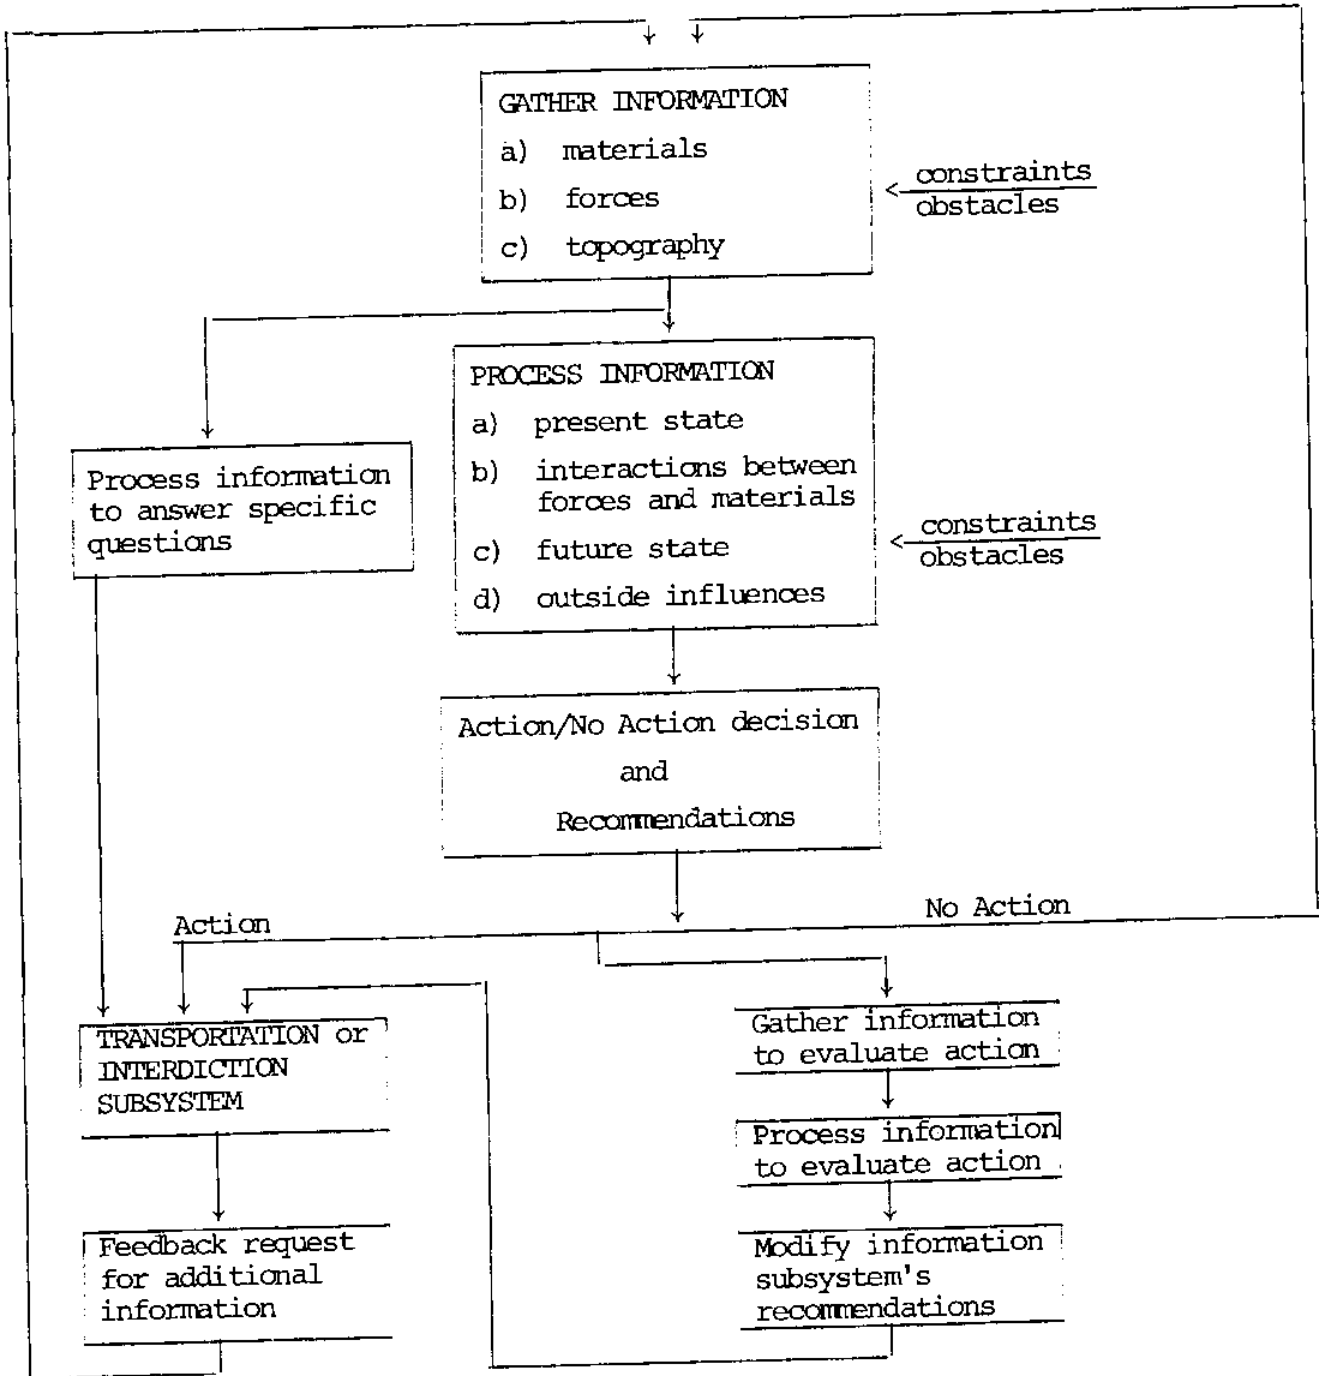 GATHER INFORMATION
a) materials
b) forces
c) topography
constraints
obstacles
PROCESS INFORMATION
a) present state
b) interactions between
forces and materials
c) future state
d) outside influences
constraints
obstacles
Process information
to answer specific
questions
Action/No Action decision
and
Recommendations
Action
No Action
TRANSPORTATION or
INTERDICTION
SUBSYSTEM
Gather information
to evaluate action
Process information
to evaluate action
Feedback request
for additional
information
Modify information
subsystem's
recommendations